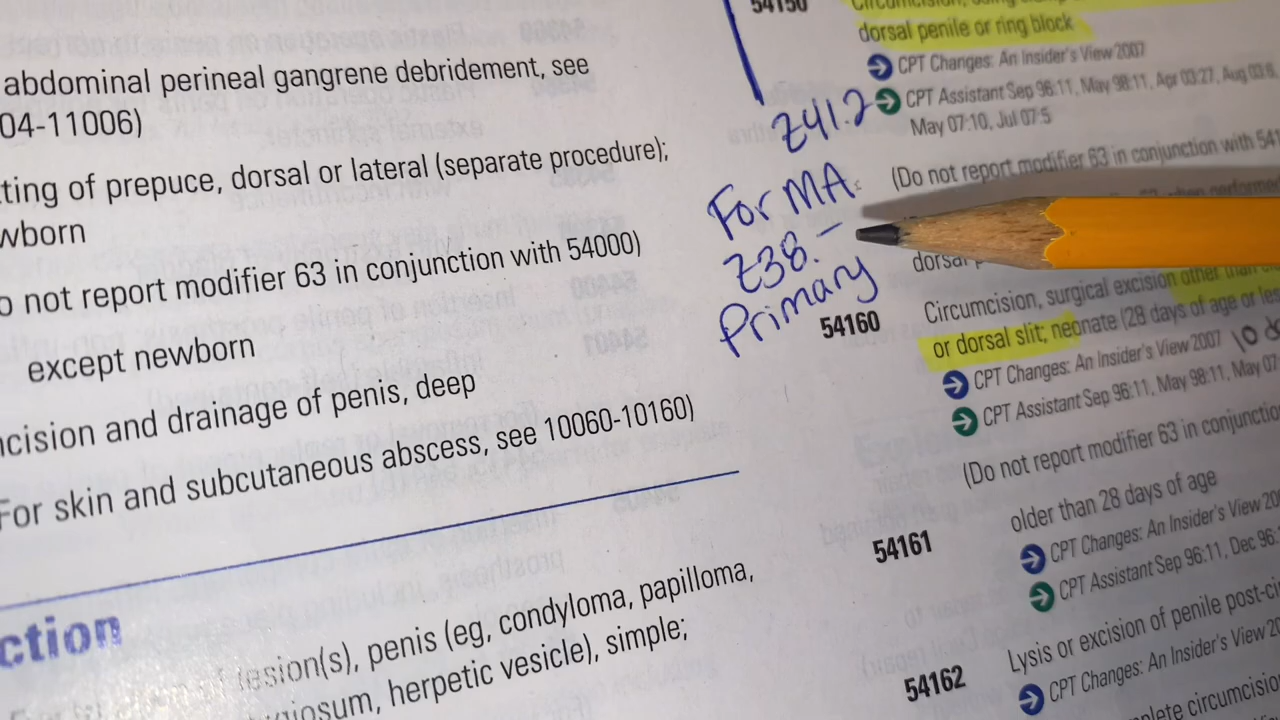 abdominal perineal gangrene debridement, see
04-11006)
ting of prepuce, dorsal or lateral (separate procedure);
wborn
o not report modifier 63 in conjunction with 54000)
except newborn
ncision and drainage of penis, deep
For skin and subcutaneous abscess, see 10060-10160)
ction
lesion(s), penis (eg, condyloma, papilloma,
herpetic vesicle), simple;
54150
dorsal penile or ring block
CPT Changes: An Insider's View 2007
CPT Assistant Sep 96:11, May 98:11, Apr 03:27, Aug 03:6,
May 07:10, Jul 07:5
(Do not report modifier 63 in conjunction with 541
Z41.2
For MA:
Z38.-
Primary
54160
Circumcision, surgical excision other than
or dorsal slit; neonate (28 days of age or les
CPT Changes: An Insider's View 2007
CPT Assistant Sep 96:11, May 98:11, May 07
(Do not report modifier 63 in conjunctio
54161
older than 28 days of age
CPT Changes: An Insider's View 20
CPT Assistant Sep 96:11, Dec 96:
54162
Lysis or excision of penile post-ci
CPT Changes: An Insider's View 20